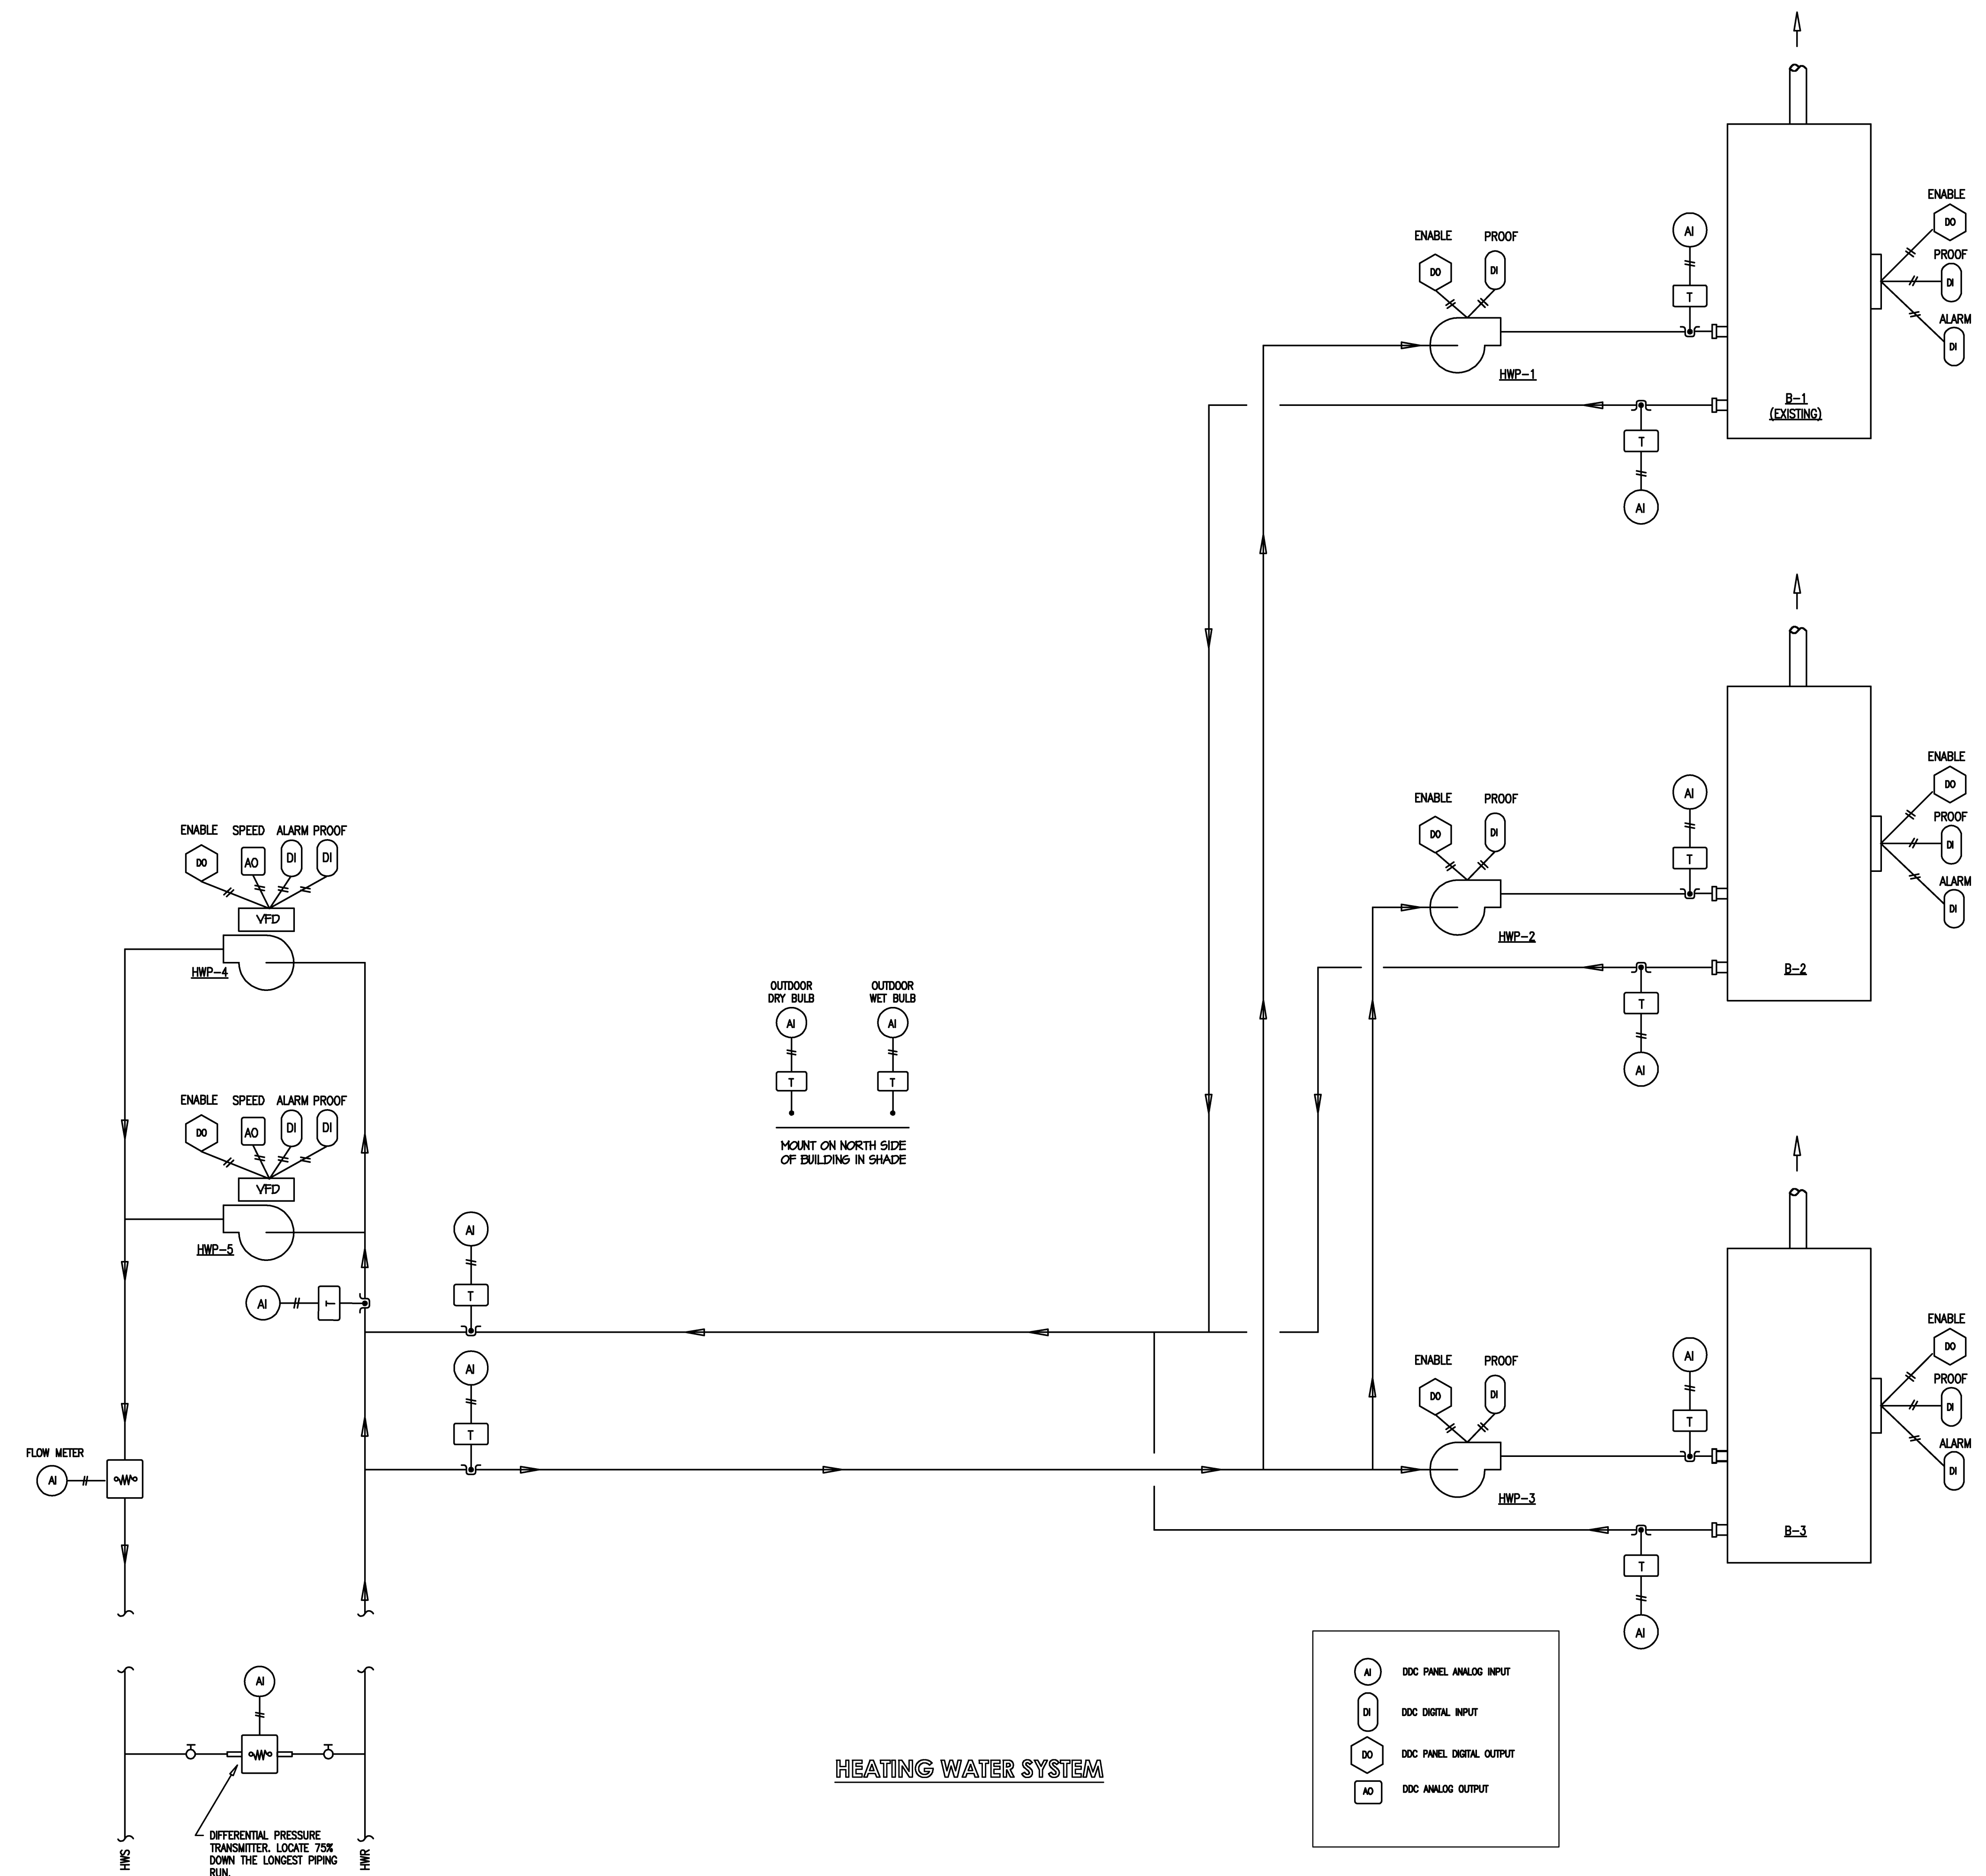 ENABLE
DO
PROOF
DI
ALARM
DI
AI
T
ENABLE
PROOF
DO
DI
HWP-1
B-1
(EXISTING)
T
AI
ENABLE
DO
PROOF
DI
ALARM
DI
AI
T
ENABLE
PROOF
DO
DI
HWP-2
B-2
T
AI
ENABLE SPEED ALARM PROOF
DO AO DI DI
VFD
HWP-4
OUTDOOR
DRY BULB
AI
T
OUTDOOR
WET BULB
AI
T
MOUNT ON NORTH SIDE
OF BUILDING IN SHADE
ENABLE SPEED ALARM PROOF
DO AO DI DI
VFD
HWP-5
AI
T
AI
T
AI
T
FLOW METER
AI
ENABLE
DO
PROOF
DI
ALARM
DI
AI
T
ENABLE
PROOF
DO
DI
HWP-3
B-3
T
AI
AI
DIFFERENTIAL PRESSURE
TRANSMITTER. LOCATE 75%
DOWN THE LONGEST PIPING
RUN.
HWS
HWR
HEATING WATER SYSTEM
AI DDC PANEL ANALOG INPUT
DI DDC DIGITAL INPUT
DO DDC PANEL DIGITAL OUTPUT
AO DDC ANALOG OUTPUT